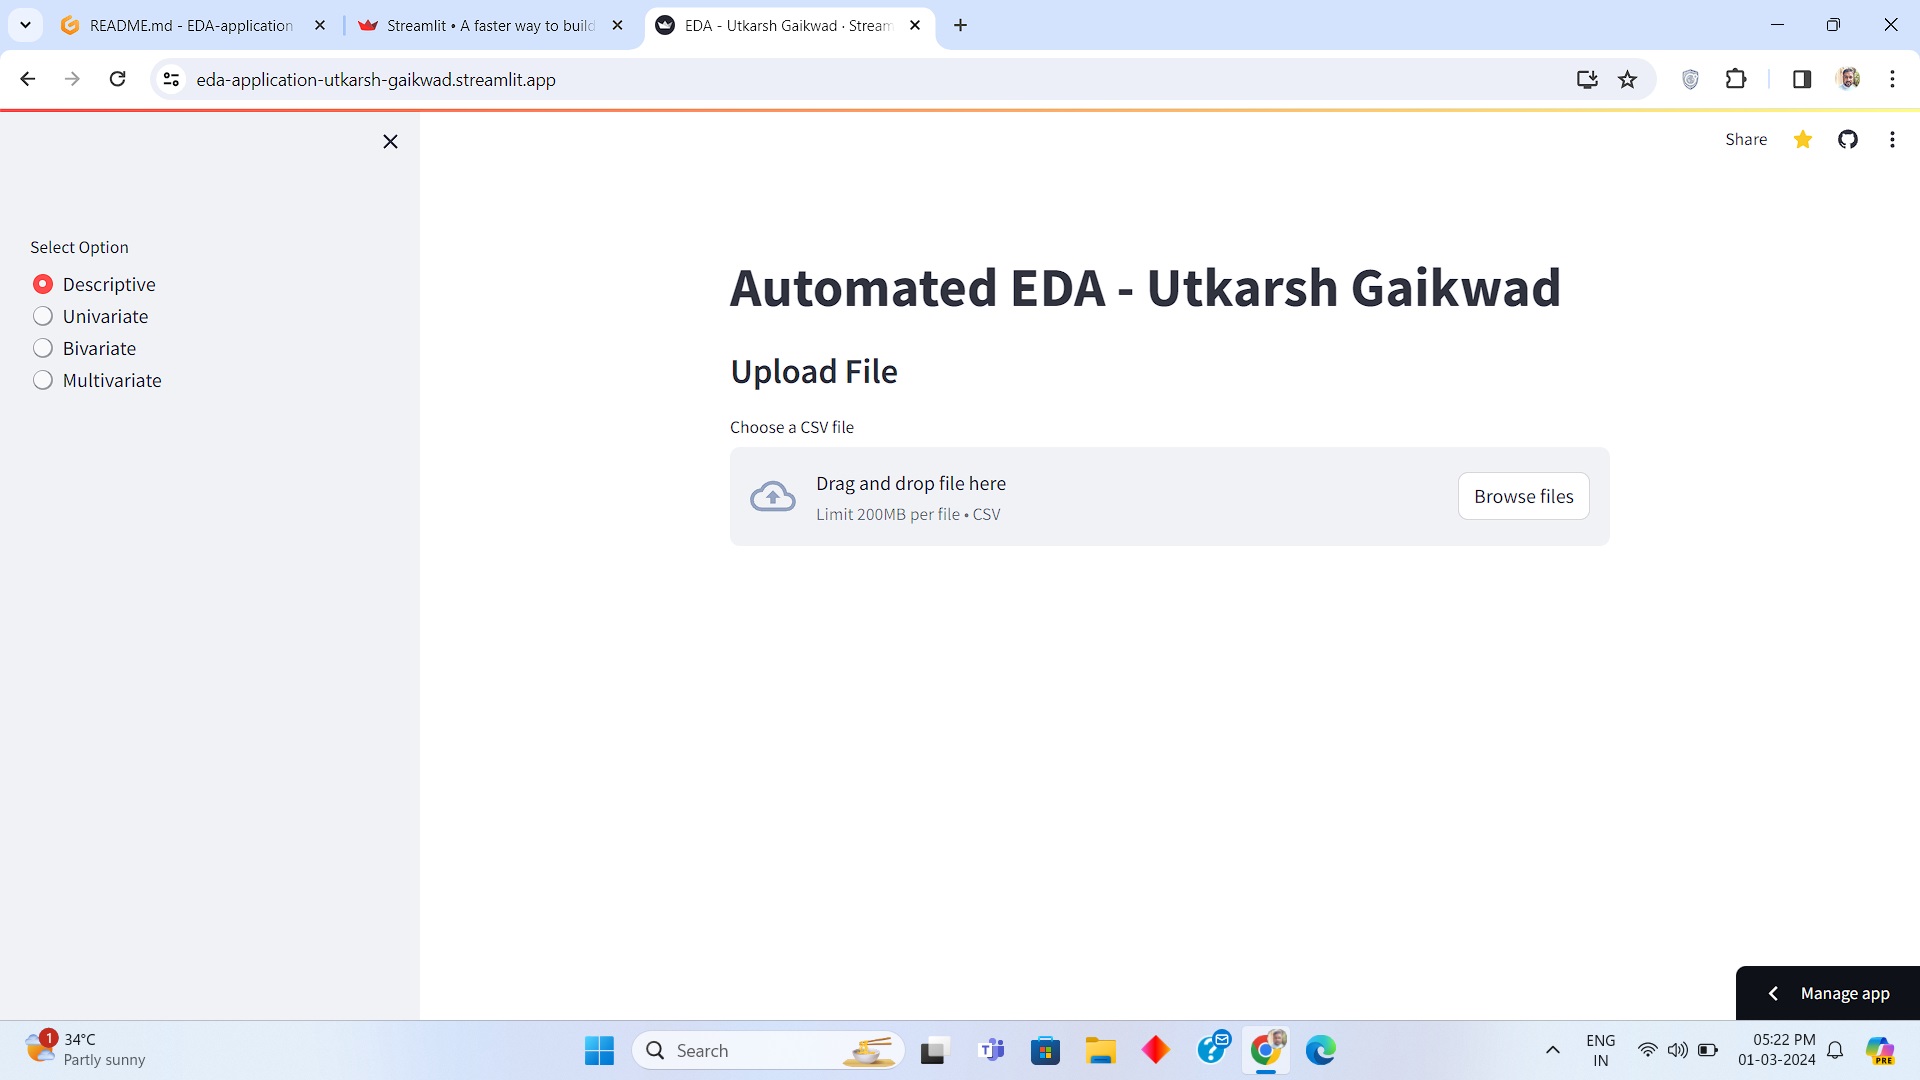 README.md - EDA-application
Streamlit • A faster way to build
EDA - Utkarsh Gaikwad · Stream
eda-application-utkarsh-gaikwad.streamlit.app
Share
Select Option
Descriptive
Univariate
Bivariate
Multivariate
Automated EDA - Utkarsh Gaikwad
Upload File
Choose a CSV file
Drag and drop file here
Limit 200MB per file • CSV
Browse files
Manage app
1
34°C
Partly sunny
Search
ENG
IN
05:22 PM
01-03-2024
PRE